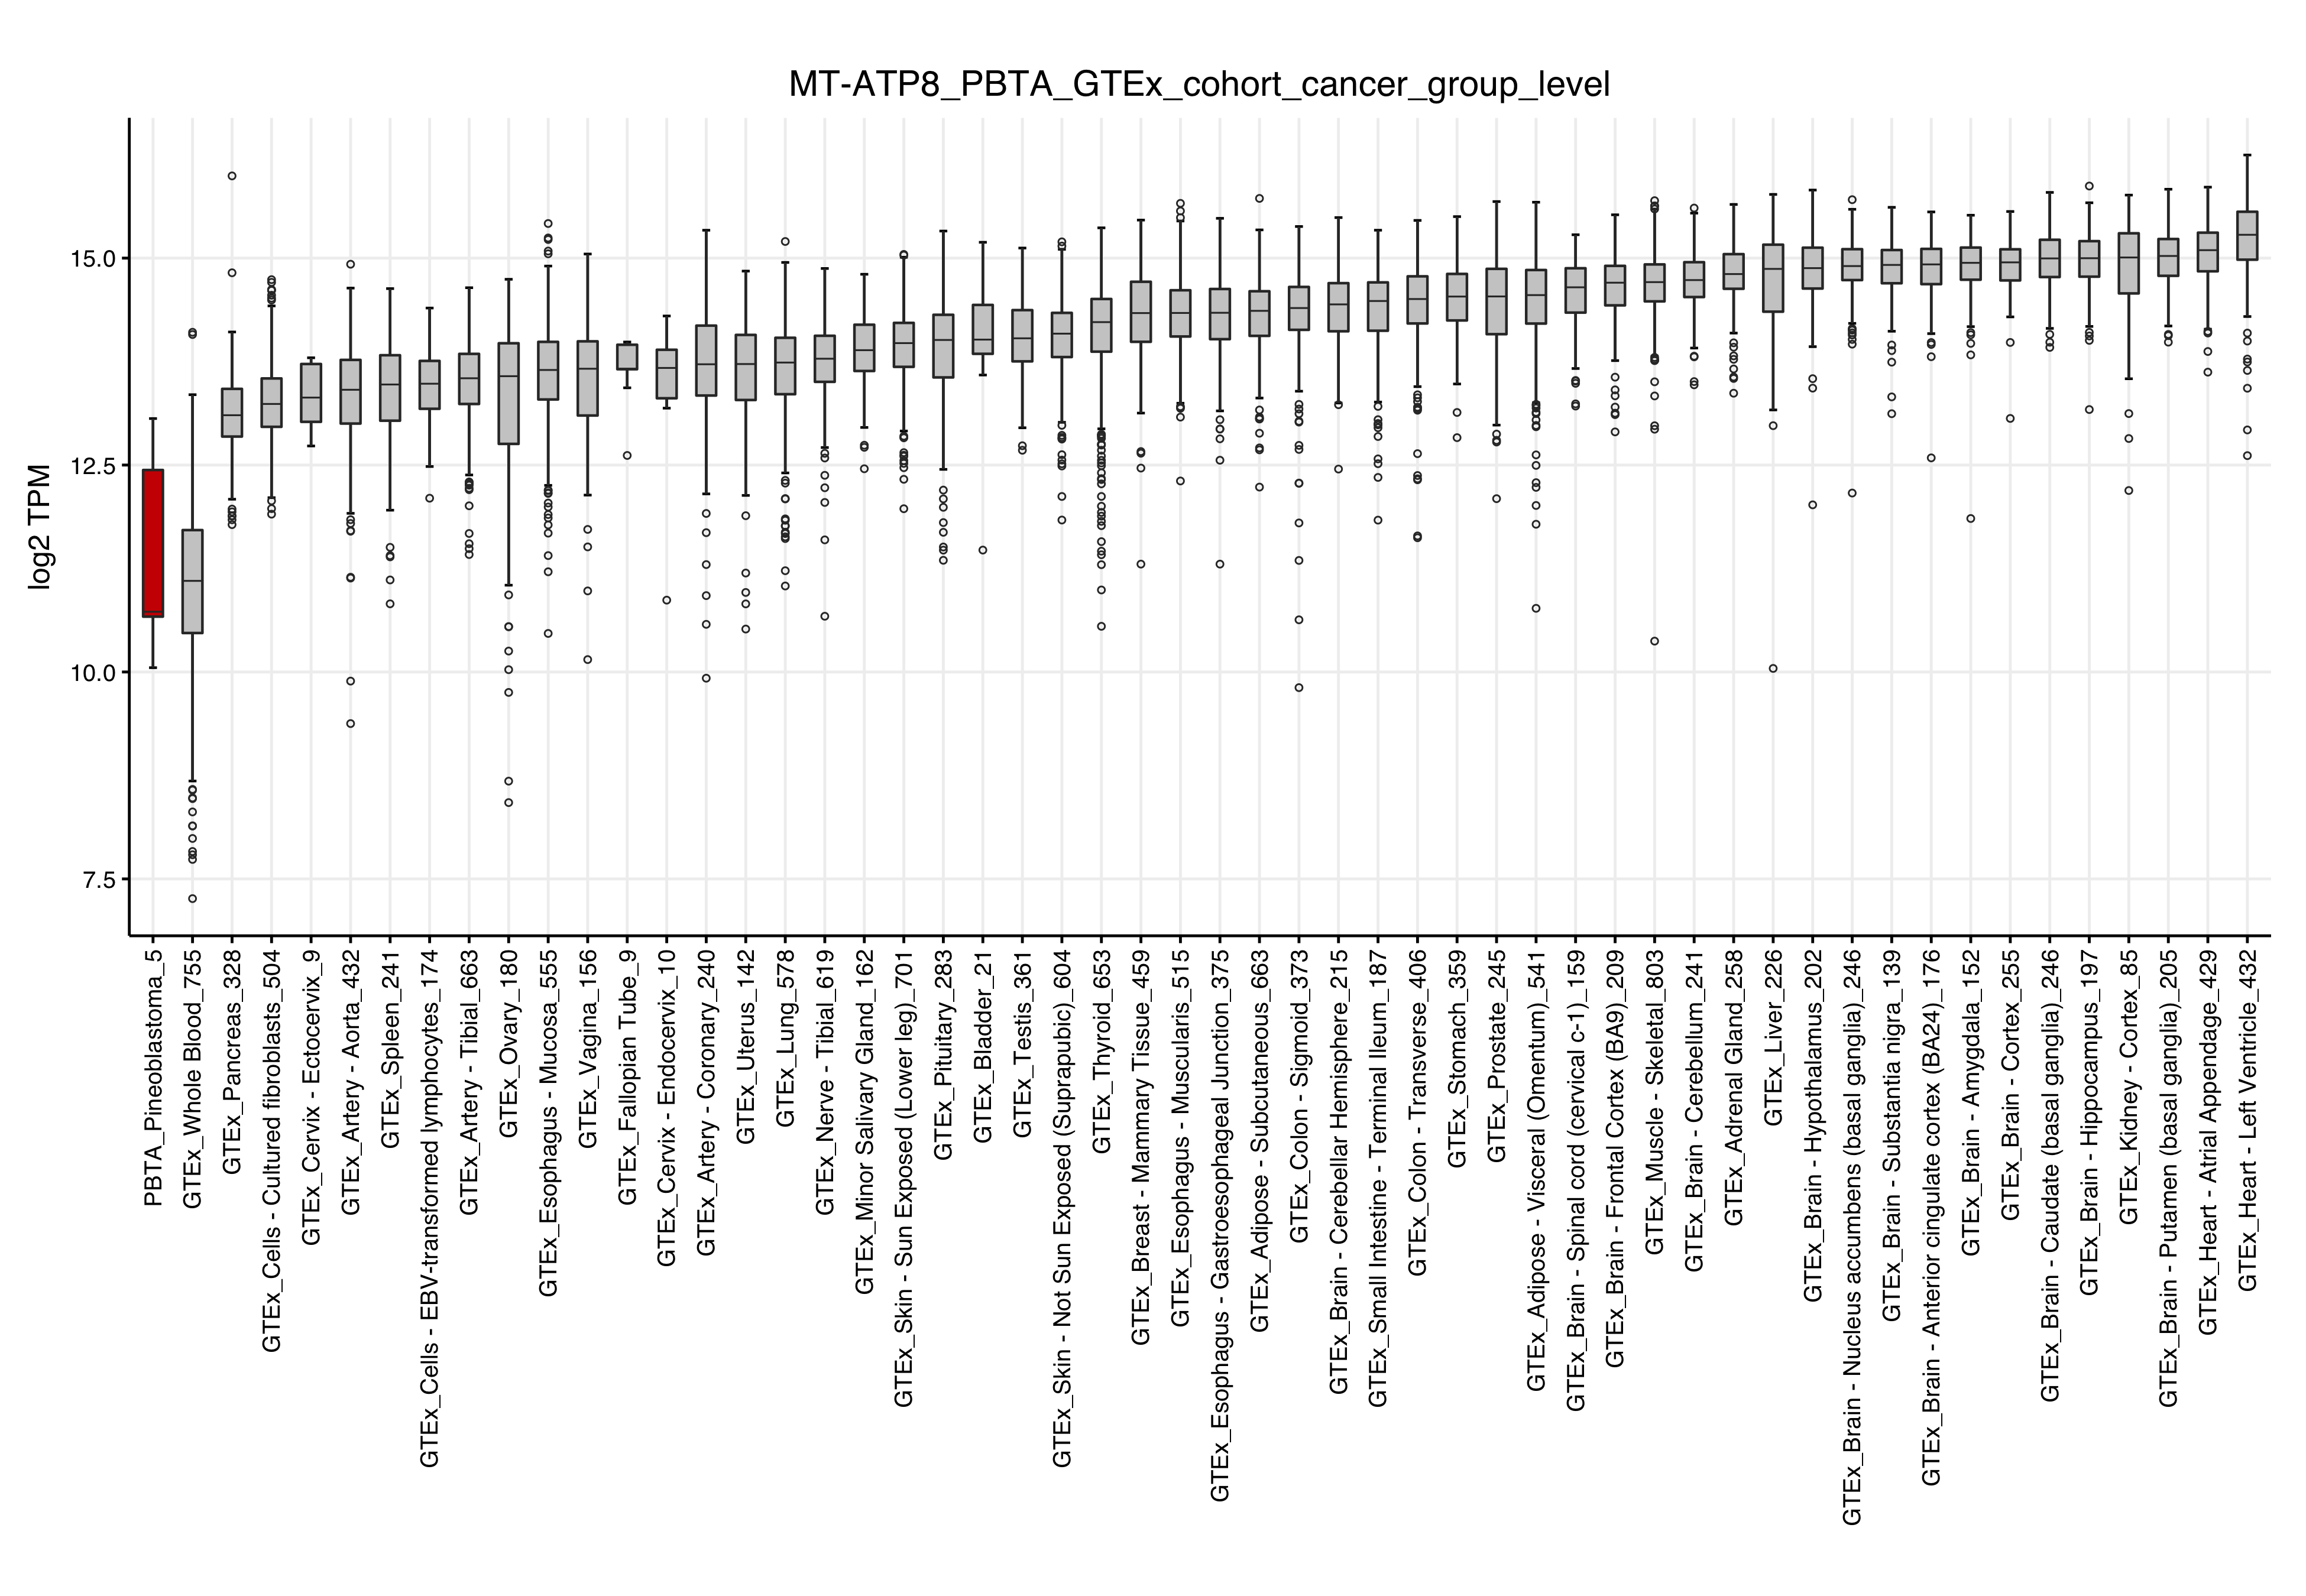 MT-ATP8_PBTA_GTEx_cohort_cancer_group_level
log2 TPM
15.0
12.5
10.0
7.5
PBTA_Pineoblastoma_5
GTEx_Whole Blood_755
GTEx_Pancreas_328
GTEx_Cells - Cultured fibroblasts_504
GTEx_Cervix - Ectocervix_9
GTEx_Artery - Aorta_432
GTEx_Spleen_241
GTEx_Cells - EBV-transformed lymphocytes_174
GTEx_Artery - Tibial_663
GTEx_Ovary_180
GTEx_Esophagus - Mucosa_555
GTEx_Vagina_156
GTEx_Fallopian Tube_9
GTEx_Cervix - Endocervix_10
GTEx_Artery - Coronary_240
GTEx_Uterus_142
GTEx_Lung_578
GTEx_Nerve - Tibial_619
GTEx_Minor Salivary Gland_162
GTEx_Skin - Sun Exposed (Lower leg)_701
GTEx_Pituitary_283
GTEx_Bladder_21
GTEx_Testis_361
GTEx_Skin - Not Sun Exposed (Suprapubic)_604
GTEx_Thyroid_653
GTEx_Breast - Mammary Tissue_459
GTEx_Esophagus - Muscularis_515
GTEx_Esophagus - Gastroesophageal Junction_375
GTEx_Adipose - Subcutaneous_663
GTEx_Colon - Sigmoid_373
GTEx_Brain - Cerebellar Hemisphere_215
GTEx_Small Intestine - Terminal Ileum_187
GTEx_Colon - Transverse_406
GTEx_Stomach_359
GTEx_Prostate_245
GTEx_Adipose - Visceral (Omentum)_541
GTEx_Brain - Spinal cord (cervical c-1)_159
GTEx_Brain - Frontal Cortex (BA9)_209
GTEx_Muscle - Skeletal_803
GTEx_Brain - Cerebellum_241
GTEx_Adrenal Gland_258
GTEx_Liver_226
GTEx_Brain - Hypothalamus_202
GTEx_Brain - Nucleus accumbens (basal ganglia)_246
GTEx_Brain - Substantia nigra_139
GTEx_Brain - Anterior cingulate cortex (BA24)_176
GTEx_Brain - Amygdala_152
GTEx_Brain - Cortex_255
GTEx_Brain - Caudate (basal ganglia)_246
GTEx_Brain - Hippocampus_197
GTEx_Kidney - Cortex_85
GTEx_Brain - Putamen (basal ganglia)_205
GTEx_Heart - Atrial Appendage_429
GTEx_Heart - Left Ventricle_432